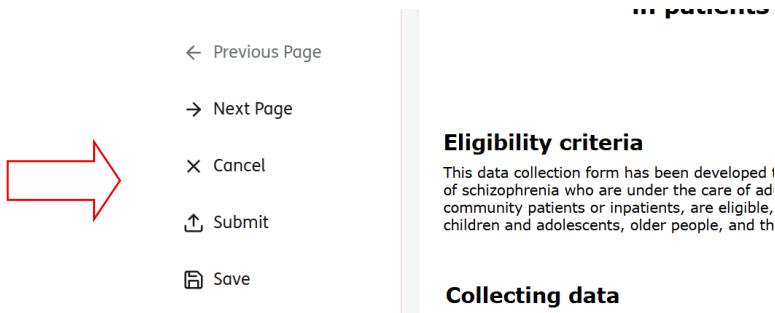 in patients
← Previous Page
→ Next Page
Cancel
Submit
Save
Eligibility criteria
This data collection form has been developed
of schizophrenia who are under the care of
community patients or inpatients, are eligible,
children and adolescents, older people, and
Collecting data